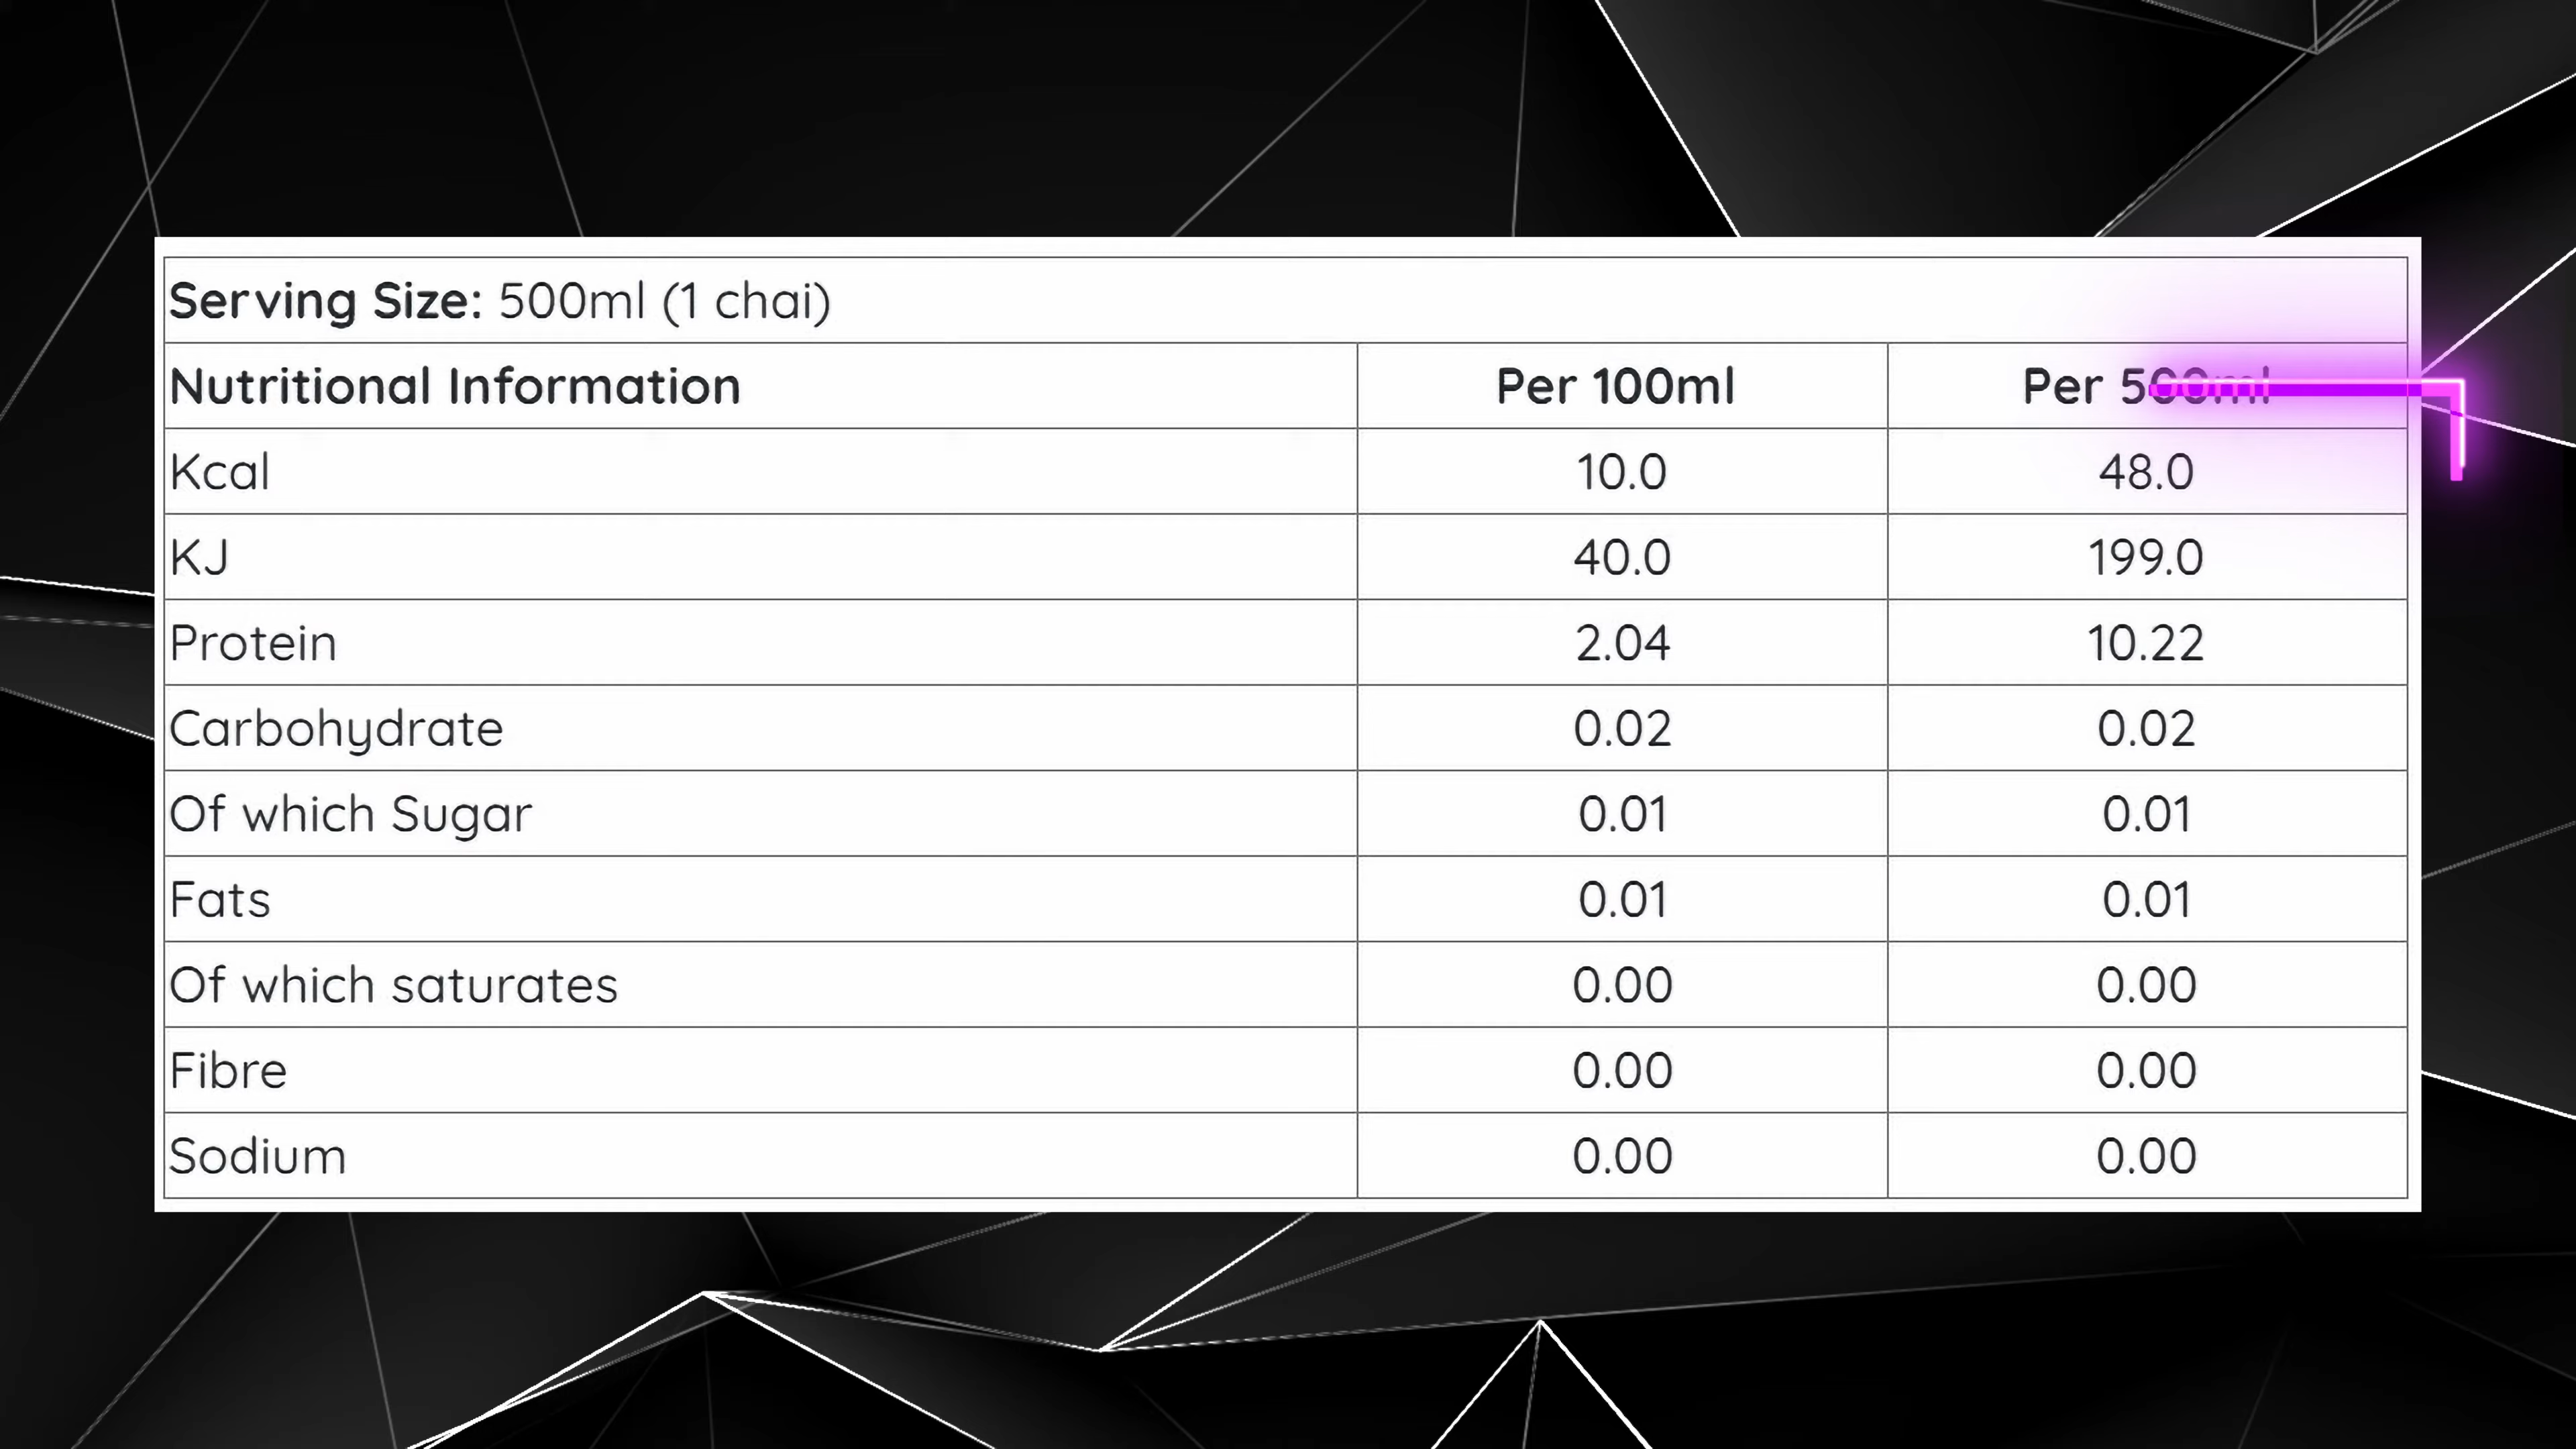 Serving Size: 500ml (1 chai)
Nutritional Information Per 100ml Per 500ml
Kcal 10.0 48.0
KJ 40.0 199.0
Protein 2.04 10.22
Carbohydrate 0.02 0.02
Of which Sugar 0.01 0.01
Fats 0.01 0.01
Of which saturates 0.00 0.00
Fibre 0.00 0.00
Sodium 0.00 0.00